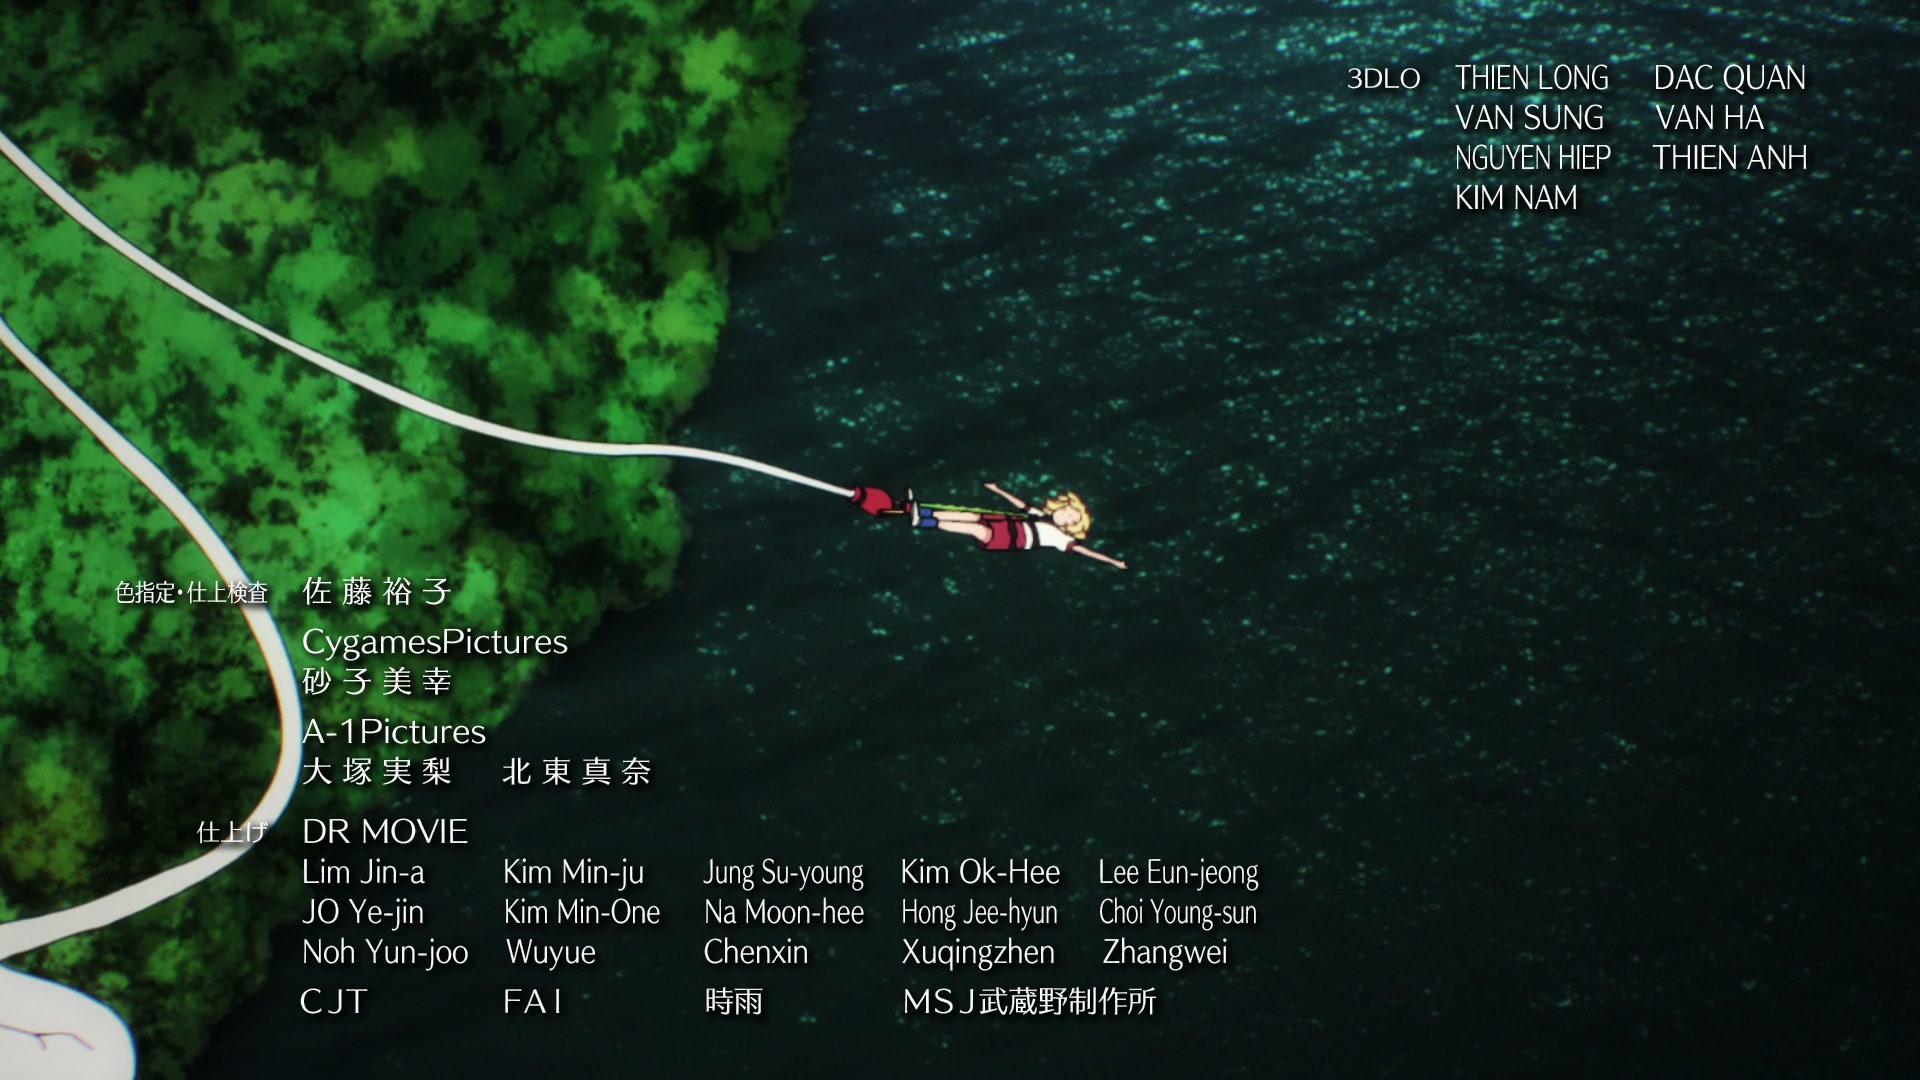 3DLO THIEN LONG DAC QUAN
VAN SUNG VAN HA
NGUYEN HIEP THIEN ANH
KIM NAM
色指定・仕上検査 佐藤裕子
CygamesPictures
砂子美幸
A-1Pictures
大塚実梨 北東真奈
仕上げ DR MOVIE
Lim Jin-a Kim Min-ju Jung Su-young Kim Ok-Hee Lee Eun-jeong
JO Ye-jin Kim Min-One Na Moon-hee Hong Jee-hyun Choi Young-sun
Noh Yun-joo Wuyue Chenxin Xuqingzhen Zhangwei
CJT FAI 時雨 MSJ武蔵野制作所